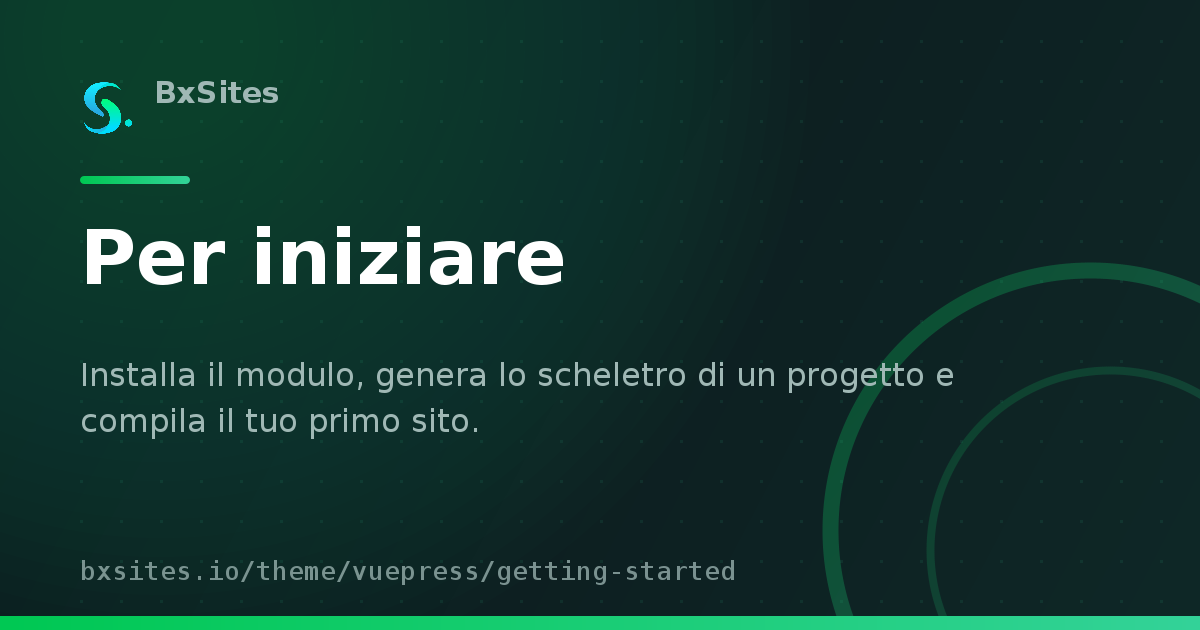 BxSites
Per iniziare
Installa il modulo, genera lo scheletro di un progetto e
compila il tuo primo sito.
bxsites.io/theme/vuepress/getting-started